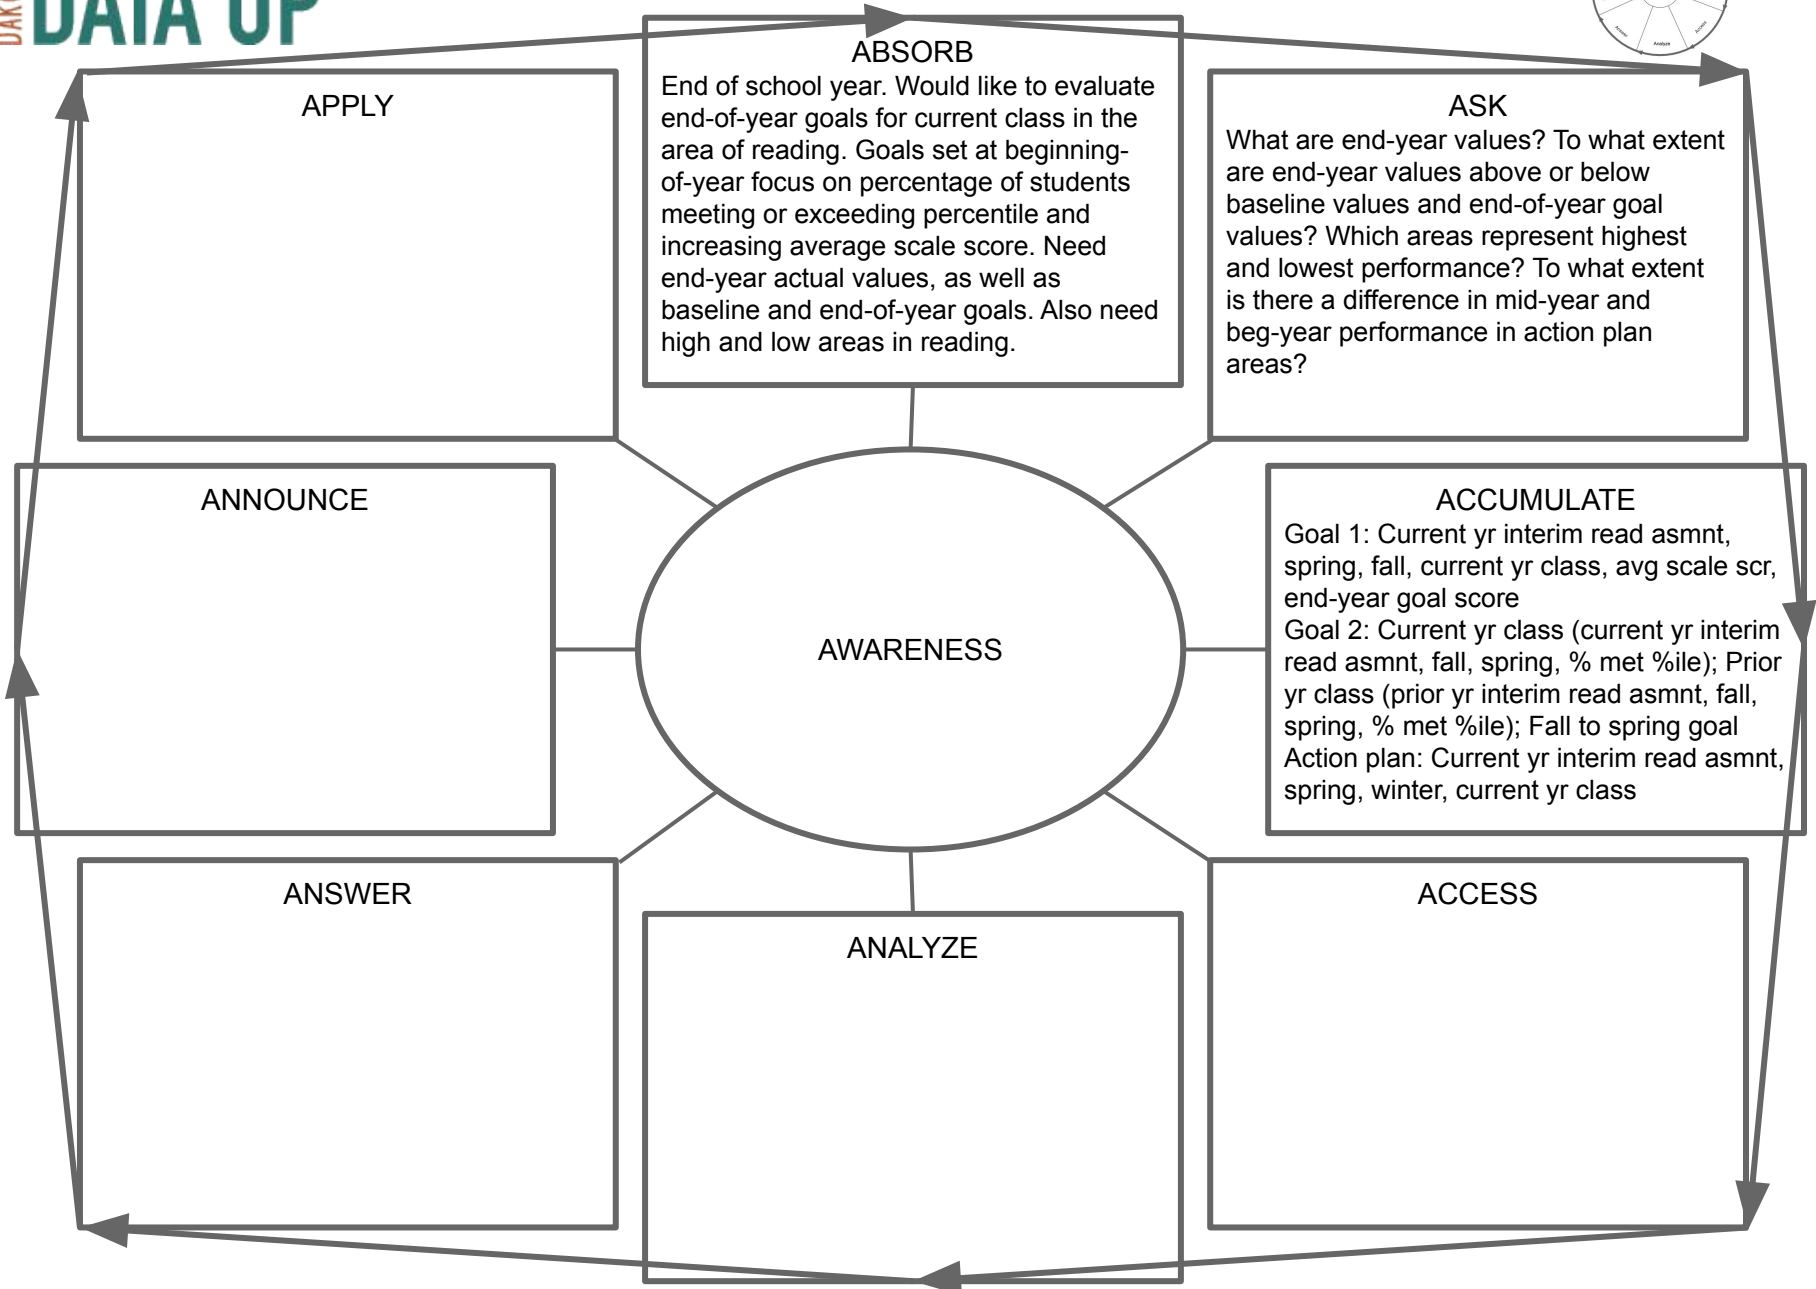 DATA UP
ABSORB
End of school year. Would like to evaluate
end-of-year goals for current class in the
area of reading. Goals set at beginning-
of-year focus on percentage of students
meeting or exceeding percentile and
increasing average scale score. Need
end-year actual values, as well as
baseline and end-of-year goals. Also need
high and low areas in reading.
ASK
What are end-year values? To what extent
are end-year values above or below
baseline values and end-of-year goal
values? Which areas represent highest
and lowest performance? To what extent
is there a difference in mid-year and
beg-year performance in action plan
areas?
ACCUMULATE
Goal 1: Current yr interim read asmnt,
spring, fall, current yr class, avg scale scr,
end-year goal score
Goal 2: Current yr class (current yr interim
read asmnt, fall, spring, % met %ile); Prior
yr class (prior yr interim read asmnt, fall,
spring, % met %ile); Fall to spring goal
Action plan: Current yr interim read asmnt,
spring, winter, current yr class
ACCESS
ANALYZE
ANSWER
ANNOUNCE
APPLY
AWARENESS
Answer
Analyze
Access